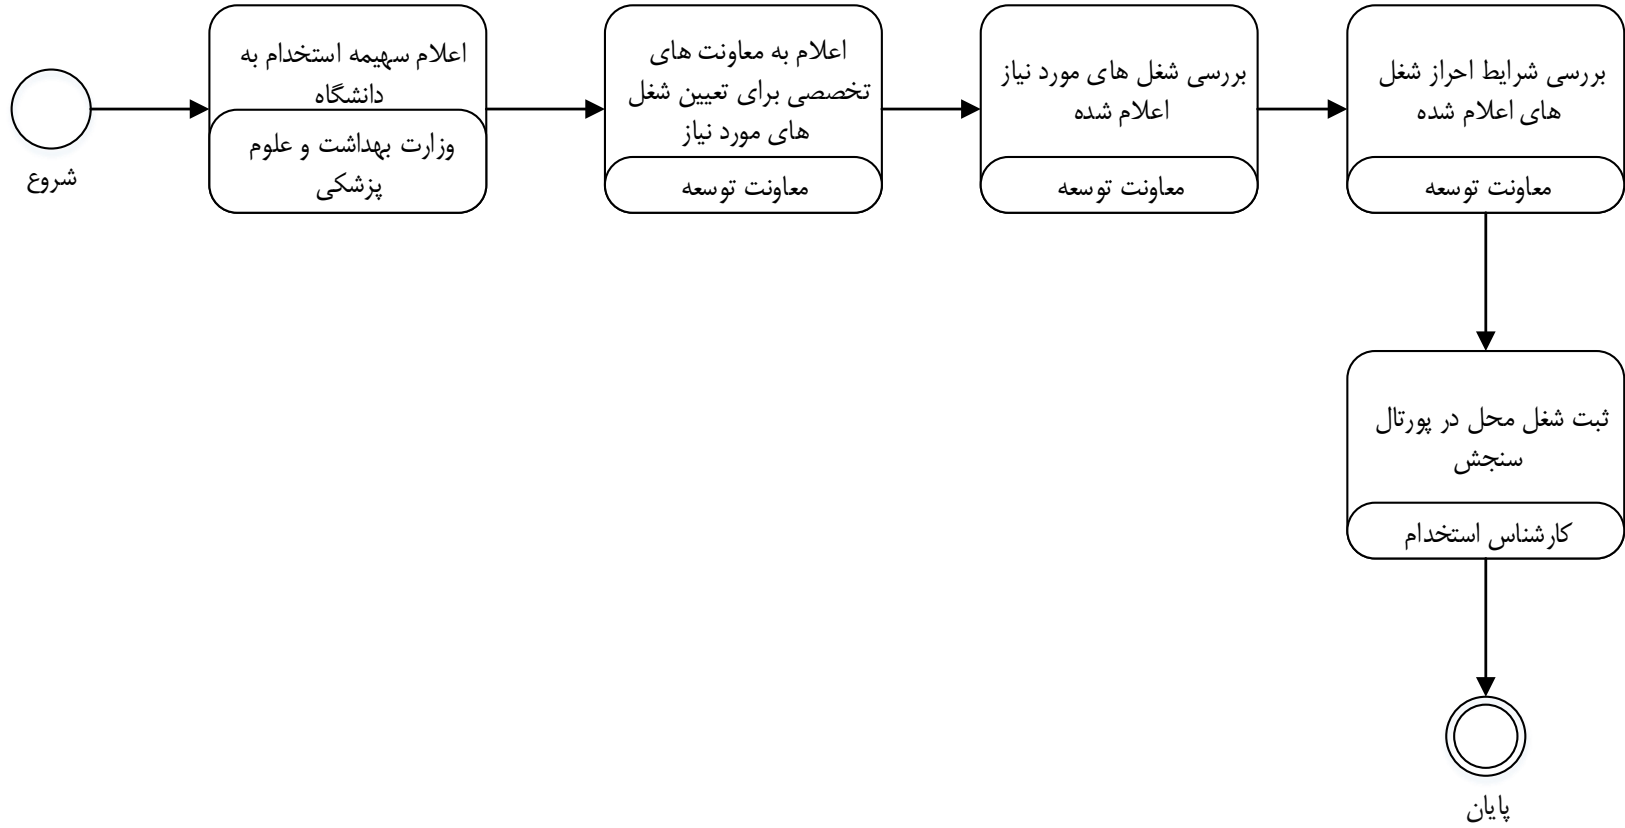 شروع
اعلام سهیمه استخدام به
دانشگاه
وزارت بهداشت و علوم
پزشکی
اعلام به معاونت های
تخصصی برای تعیین شغل
های مورد نیاز
معاونت توسعه
بررسی شغل های مورد نیاز
اعلام شده
معاونت توسعه
بررسی شرایط احراز شغل
های اعلام شده
معاونت توسعه
ثبت شغل محل در پورتال
سنجش
کارشناس استخدام
پایان